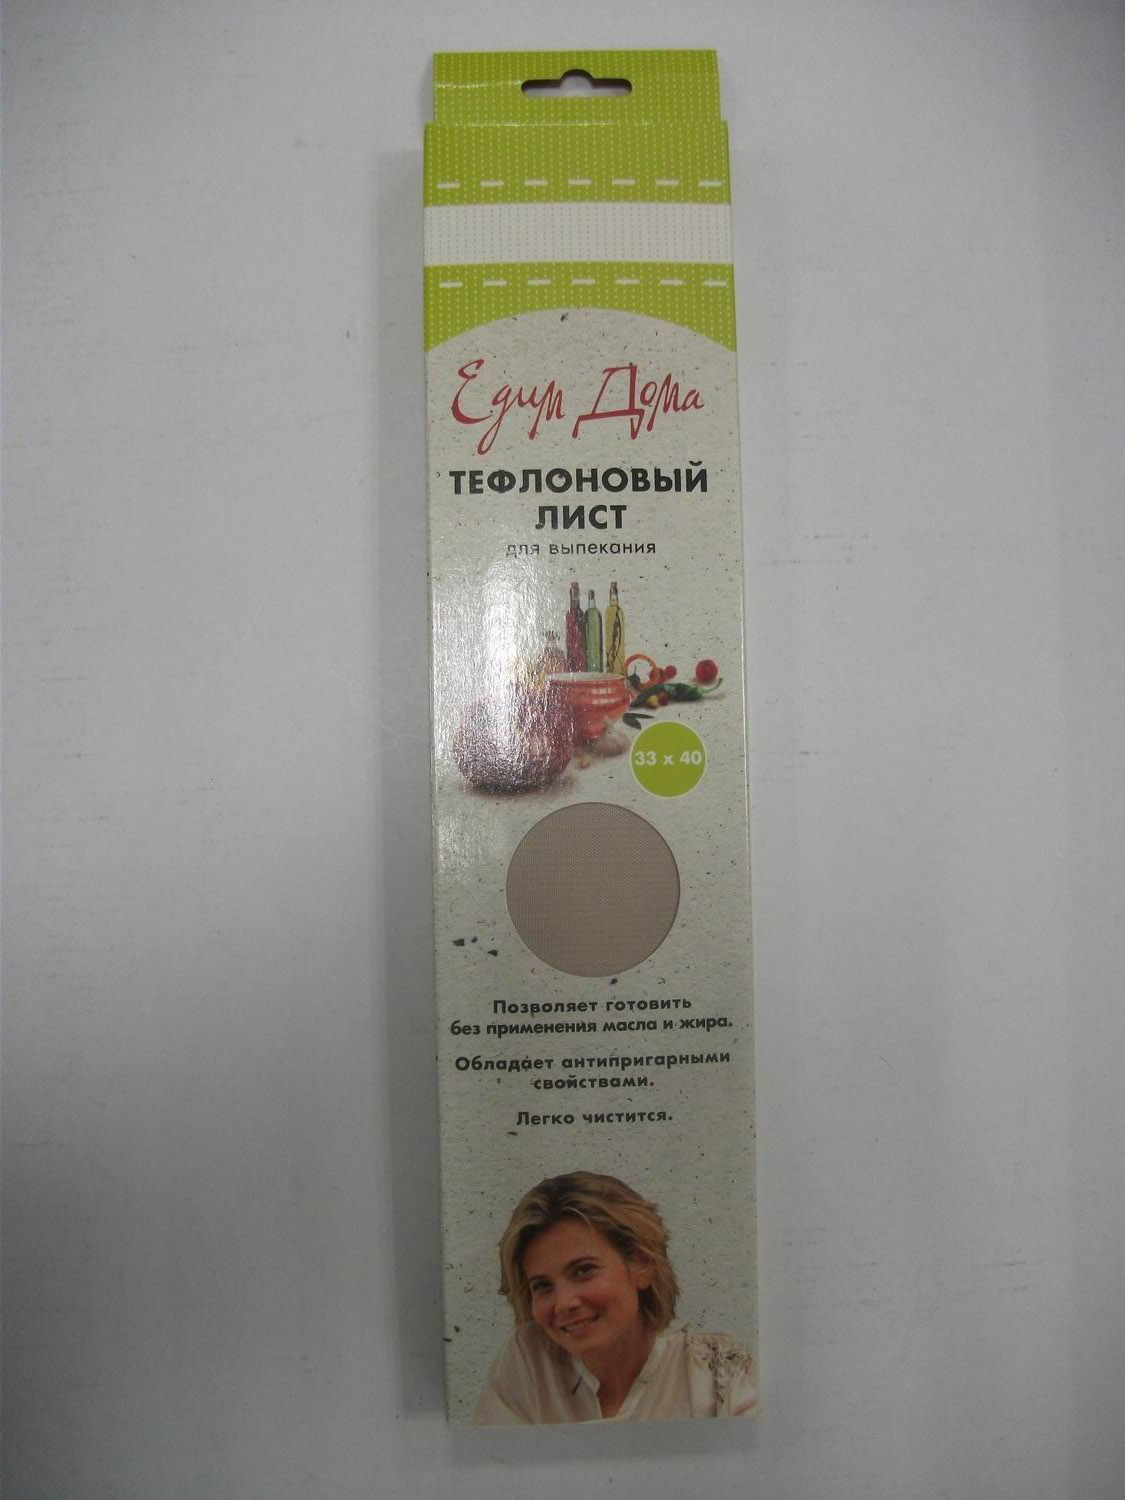 Едим Дома
ТЕФЛОНОВЫЙ
ЛИСТ
для выпекания
33 х 40
Позволяет готовить
без применения масла и жира.
Обладает антипригарными
свойствами.
Легко чистится.